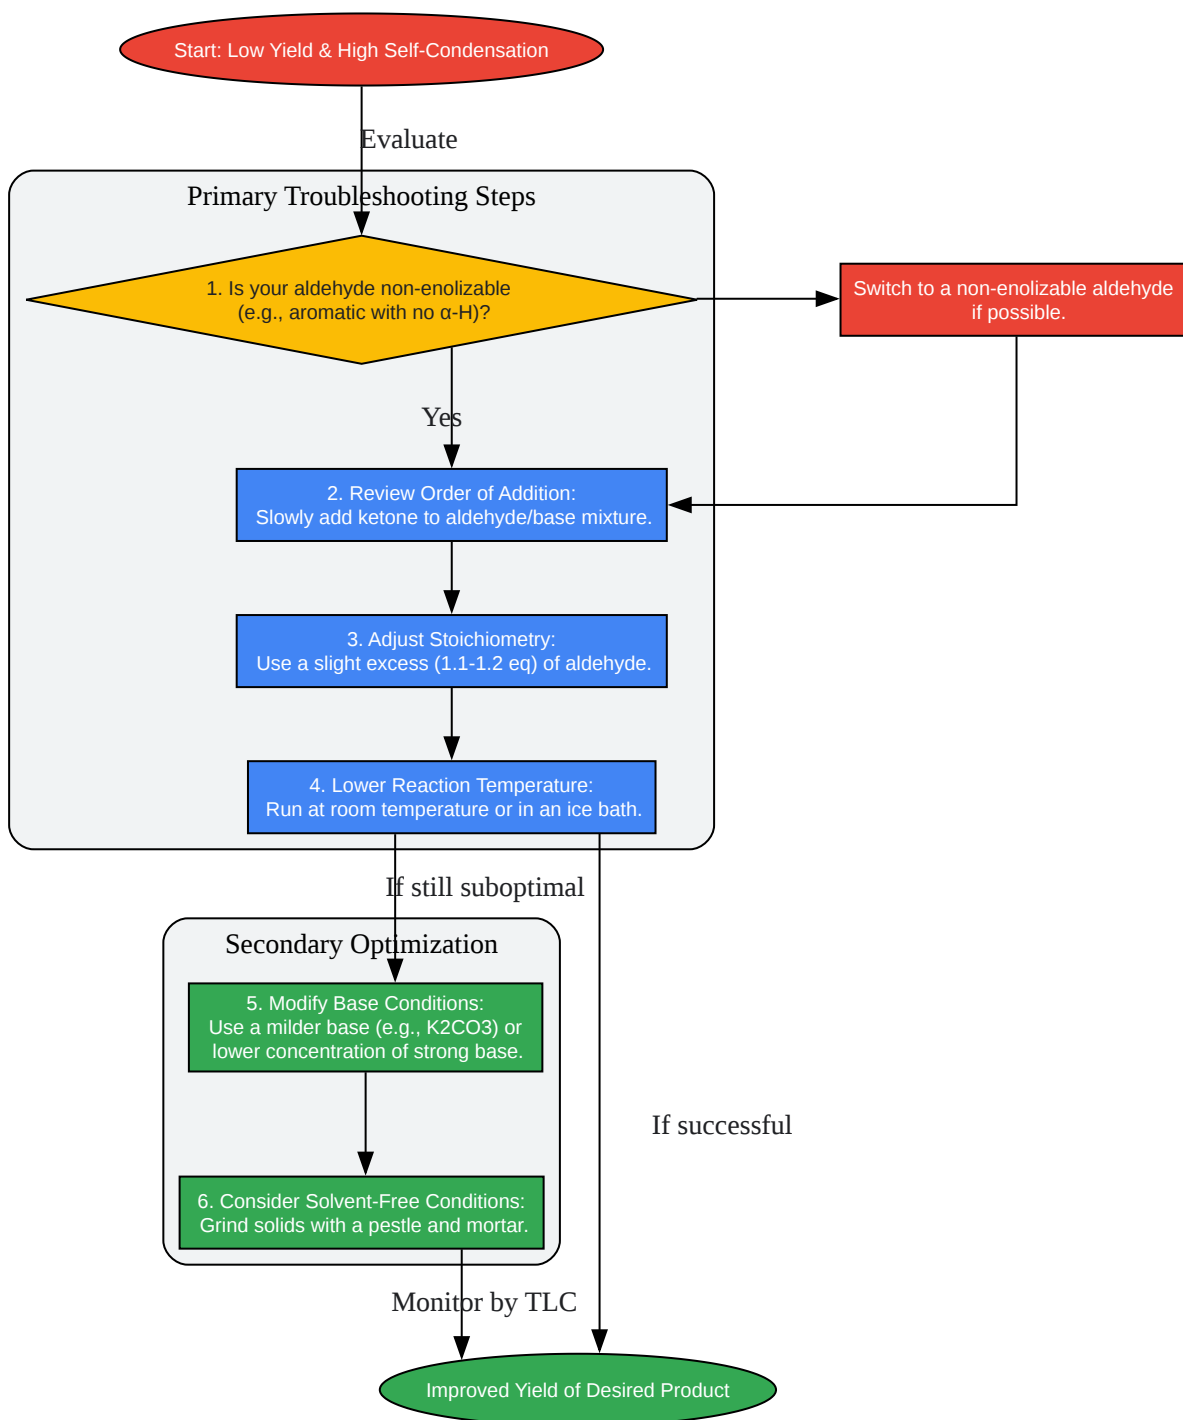 Start: Low Yield & High Self-Condensation
Evaluate
Primary Troubleshooting Steps
1. Is your aldehyde non-enolizable
(e.g., aromatic with no α-H)?
Switch to a non-enolizable aldehyde
if possible.
Yes
2. Review Order of Addition:
Slowly add ketone to aldehyde/base mixture.
3. Adjust Stoichiometry:
Use a slight excess (1.1-1.2 eq) of aldehyde.
4. Lower Reaction Temperature:
Run at room temperature or in an ice bath.
If still suboptimal
Secondary Optimization
5. Modify Base Conditions:
Use a milder base (e.g., K2CO3) or
lower concentration of strong base.
If successful
6. Consider Solvent-Free Conditions:
Grind solids with a pestle and mortar.
Monitor by TLC
Improved Yield of Desired Product